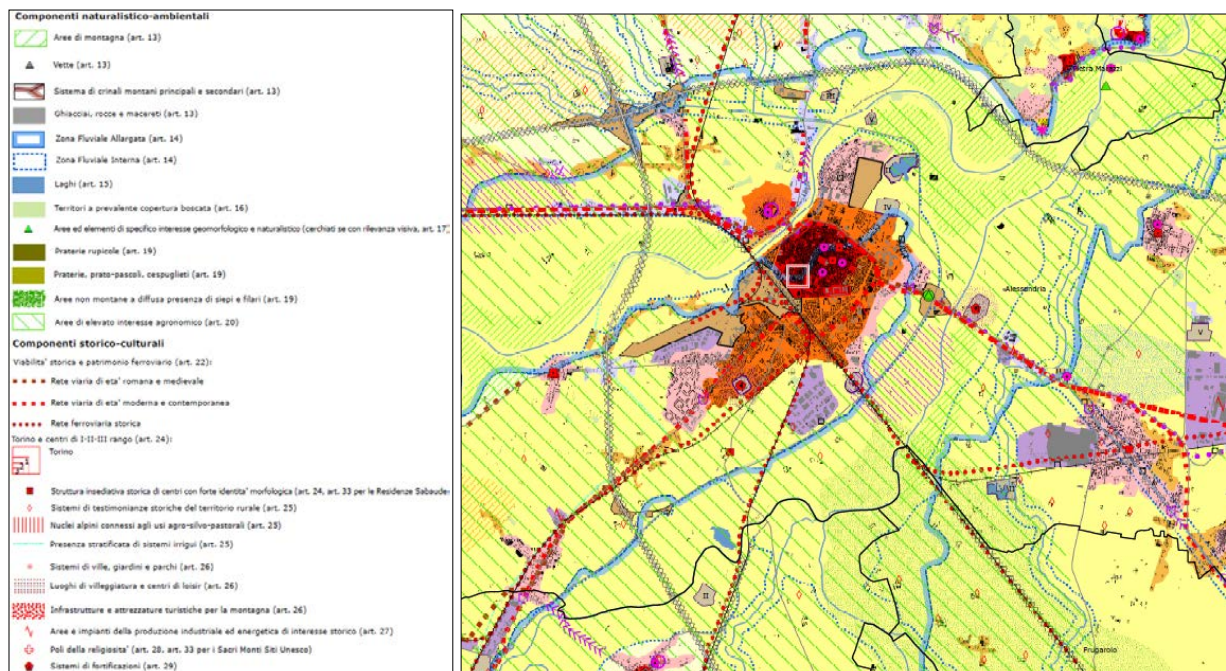 Componenti naturalistico-ambientali
Aree di montagna (art. 13)
Vette (art. 13)
Sistema di crinali montani principali e secondari (art. 13)
Ghiacciai, rocce e macereti (art. 13)
Zona Fluviale Allargata (art. 14)
Zona Fluviale Interna (art. 14)
Laghi (art. 15)
Territori a prevalente copertura boscata (art. 16)
Aree ed elementi di specifico interesse geomorfologico e naturalistico (cerchiati se con rilevanza visiva, art. 17)
Praterie rupicole (art. 19)
Praterie, prato-pascoli, cespuglieti (art. 19)
Aree non montane a diffusa presenza di siepi e filari (art. 19)
Aree di elevato interesse agronomico (art. 20)
Componenti storico-culturali
Viabilita' storica e patrimonio ferroviario (art. 22):
Rete viaria di eta' romana e medievale
Rete viaria di eta' moderna e contemporanea
Rete ferroviaria storica
Torino e centri di I-II-III rango (art. 24):
Torino
Struttura insediativa storica di centri con forte identita' morfologica (art. 24, art. 33 per le Residenze Sabaude
Sistemi di testimonianze storiche del territorio rurale (art. 25)
Nuclei alpini connessi agli usi agro-silvo-pastorali (art. 25)
Presenza stratificata di sistemi irrigui (art. 25)
Sistemi di ville, giardini e parchi (art. 26)
Luoghi di villeggiatura e centri di loisir (art. 26)
Infrastrutture e attrezzature turistiche per la montagna (art. 26)
Aree e impianti della produzione industriale ed energetica di interesse storico (art. 27)
Poli della religiosita' (art. 28, art. 33 per i Sacri Monti Siti Unesco)
Sistemi di fortificazioni (art. 29)
Pietra Marazzi
IV
Alessandria
V
II
Frugarolo